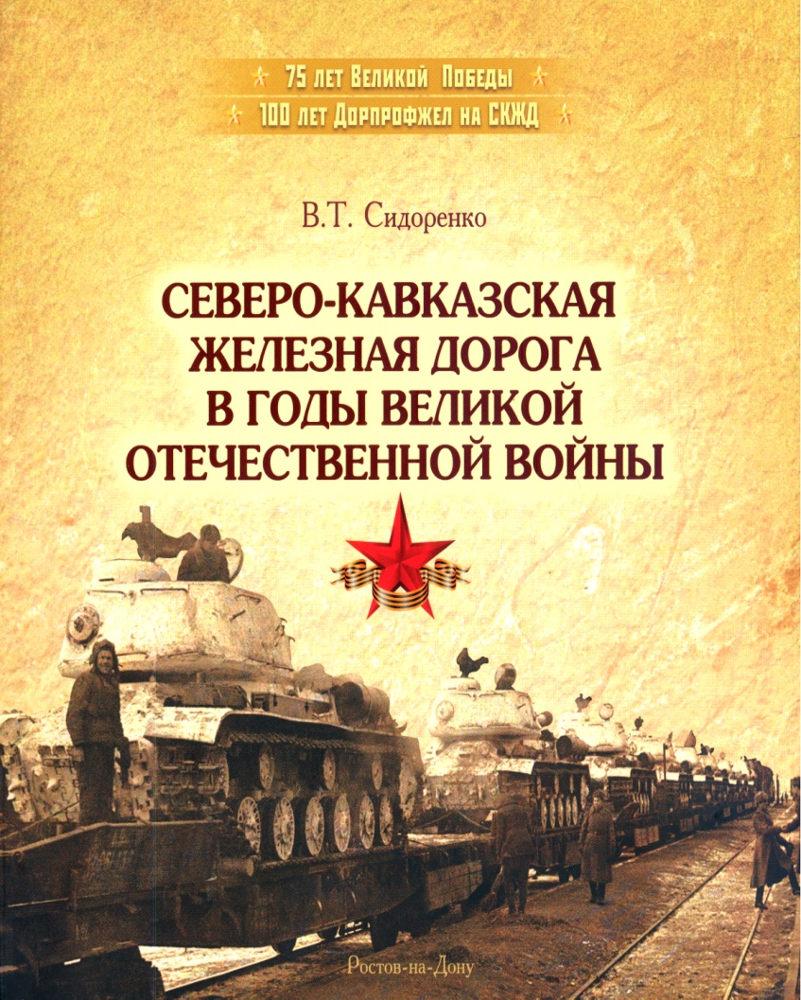 75 лет Великой Победы
100 лет Дорпрофжел на СКЖД
В.Т. Сидоренко
СЕВЕРО-КАВКАЗСКАЯ
ЖЕЛЕЗНАЯ ДОРОГА
В ГОДЫ ВЕЛИКОЙ
ОТЕЧЕСТВЕННОЙ ВОЙНЫ
Ростов-на-Дону